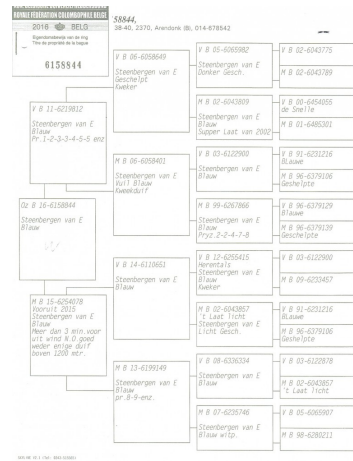 ROYALE FEDERATION COLOMBOPHILE BELGE
2016 BELG
Eigendomsbewijs van de ring
Titre de propriété de la bague
6158844
58844,
38-40, 2370, Arendonk (B), 014-678542
Oz B 16-6158844
Steenbergen van E
Blauw
V B 11-6219812
Steenbergen van E
Blauw
Pr.1-2-3-4-5-5 enz
M B 15-6254078
Vooruit 2015
Steenbergen van E
Blauw
Meer dan 3 min.voor
uit wind N.O.goed
weder enige duif
boven 1200 mtr.
V B 06-6058649
Steenbergen van E
Geschelpt
Kweker
M B 06-6058401
Steenbergen van E
Vuil Blauw
Kweekduif
V B 14-6110661
Steenbergen van E
Blauw
M B 13-6199149
Steenbergen van E
Blauw
pr.8-9-enz.
V B 05-6065982
Steenbergen van E
Donker Gesch.
M B 02-6043809
Steenbergen van E
Blauw
Supper Laat van 2002
V B 03-6122900
Steenbergen van E
Blauw
M B 99-6267866
Steenbergen van E
Blauw
Pryz.2-2-4-7-8
V B 12-6255415
Herentals
Steenbergen van E
Blauw
Kweker
M B 02-6043857
't Laat licht
Steenbergen van E
Licht Gesch.
V B 08-6336334
Steenbergen van E
Blauw
M B 07-6235746
Steenbergen van E
Blauw witp.
V B 02-6043775
M B 02-6043789
V B 00-6454055
de Snelle
M B 01-6485301
V B 91-6231216
BLauwe
M B 96-6379106
Geshelpte
V B 96-6379129
Blauwe
M B 96-6379139
Geschelpte
V B 03-6122900
M B 09-6233457
V B 91-6231216
BLauwe
M B 96-6379106
Geshelpte
V B 03-6122878
M B 02-6043857
't Laat licht
V B 05-6065907
M B 98-6280211